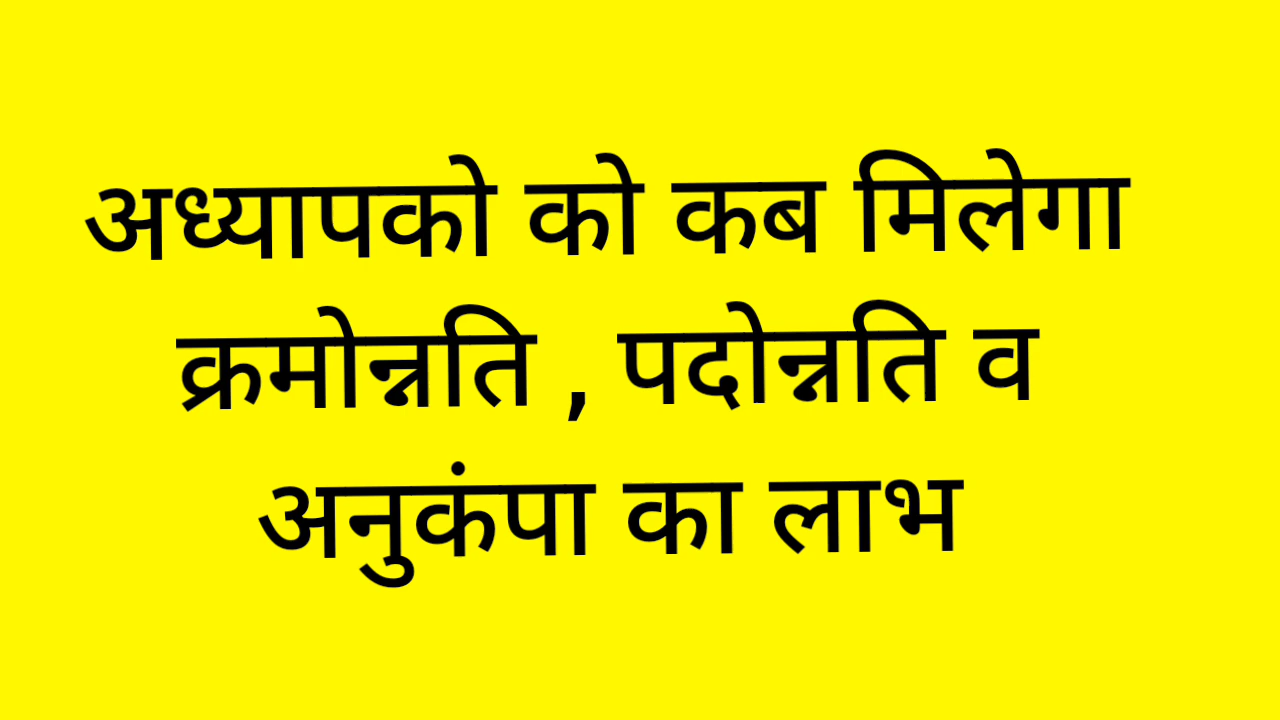 अध्यापको को कब मिलेगा
क्रमोन्नति , पदोन्नति व
अनुकंपा का लाभ